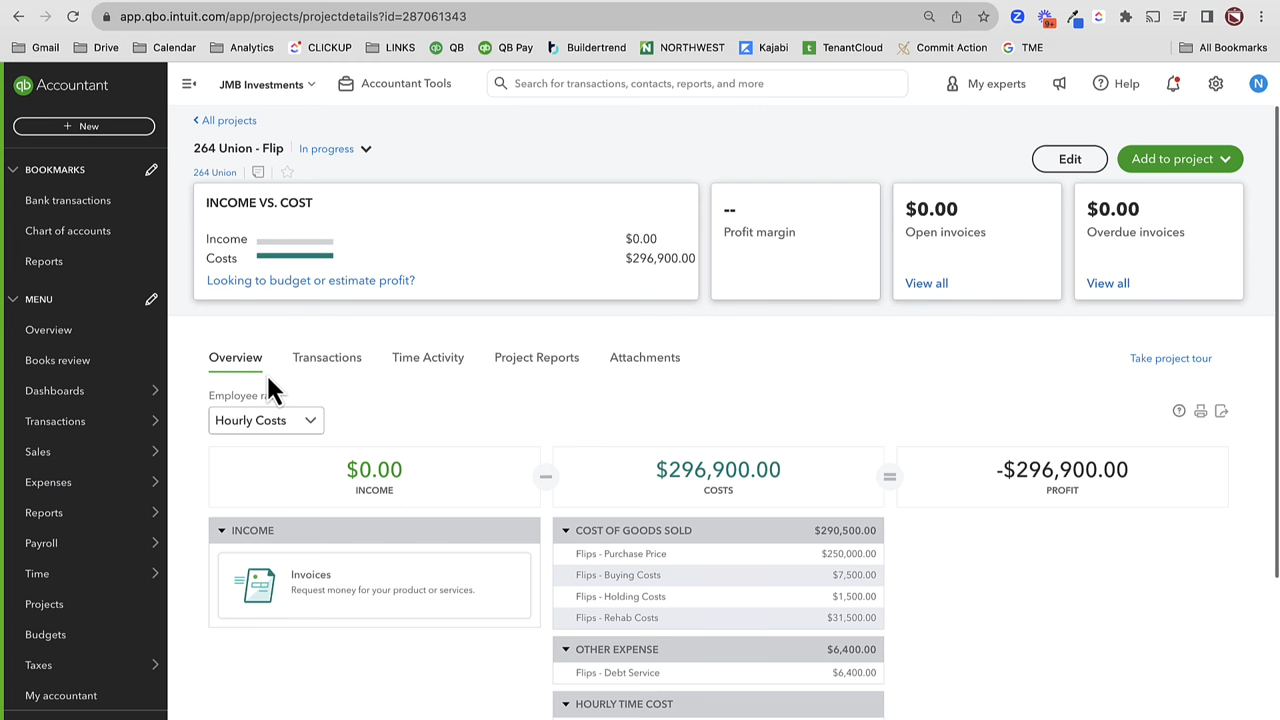 app.qbo.intuit.com/app/projects/projectdetails?id=287061343
Gmail Drive Calendar Analytics CLICKUP LINKS QB QB Pay Buildertrend NORTHWEST Kajabi TenantCloud Commit Action TME All Bookmarks
qb Accountant
JMB Investments
Accountant Tools
Search for transactions, contacts, reports, and more
My experts
Help
N
+ New
BOOKMARKS
Bank transactions
Chart of accounts
Reports
MENU
Overview
Books review
Dashboards
Transactions
Sales
Expenses
Reports
Payroll
Time
Projects
Budgets
Taxes
My accountant
All projects
264 Union - Flip
In progress
264 Union
Edit
Add to project
INCOME VS. COST
Income $0.00
Costs $296,900.00
Looking to budget or estimate profit?
--
Profit margin
$0.00
Open invoices
View all
$0.00
Overdue invoices
View all
Overview Transactions Time Activity Project Reports Attachments
Take project tour
Hourly Costs
$0.00
INCOME
$296,900.00
COSTS
-$296,900.00
PROFIT
INCOME
Invoices
Request money for your product or services.
COST OF GOODS SOLD $290,500.00
Flips - Purchase Price $250,000.00
Flips - Buying Costs $7,500.00
Flips - Holding Costs $1,500.00
Flips - Rehab Costs $31,500.00
OTHER EXPENSE $6,400.00
Flips - Debt Service $6,400.00
HOURLY TIME COST